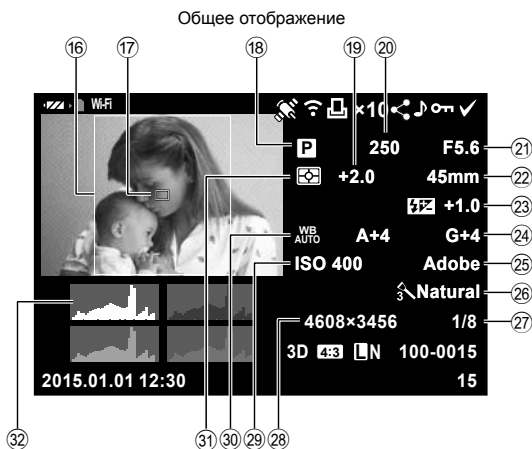 Общее отображение
⑯ ⑰ ⑱ ⑲ ⑳
Wi-Fi ×10
P 250 F5.6 ㉑
+2.0 45mm ㉒
+1.0 ㉓
WB AUTO A+4 G+4 ㉔
ISO 400 Adobe ㉕
3 Natural ㉖
4608×3456 1/8 ㉗
3D 4:3 LN 100-0015
2015.01.01 12:30 15
㉜ ㉛ ㉚ ㉙ ㉘